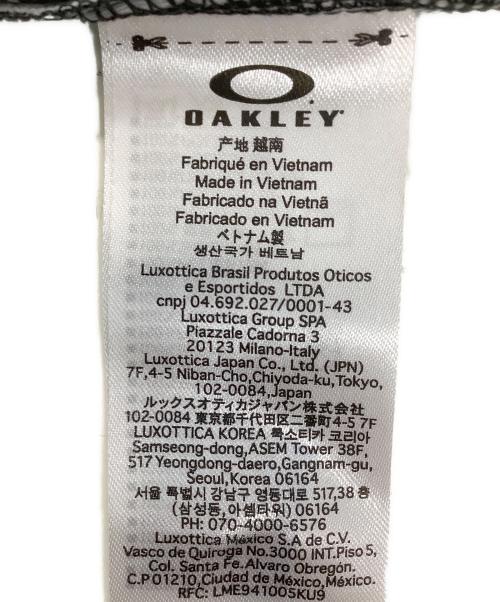 OAKLEY
产地 越南
Fabriqué en Vietnam
Made in Vietnam
Fabricado na Vietnã
Fabricado en Vietnam
ベトナム製
생산국가 베트남
Luxottica Brasil Produtos Oticos
e Esportidos LTDA
cnpj 04.692.027/0001-43
Luxottica Group SPA
Piazzale Cadorna 3
20123 Milano-Italy
Luxottica Japan Co., Ltd. (JPN)
7F,4-5 Niban-Cho,Chiyoda-ku,Tokyo,
102-0084,Japan
ルックスオティカジャパン株式会社
102-0084 東京都千代田区二番町4-5 7F
LUXOTTICA KOREA 룩소티카 코리아
Samseong-dong,ASEM Tower 38F,
517 Yeongdong-daero,Gangnam-gu,
Seoul,Korea 06164
서울 특별시 강남구 영동대로 517,38 층
(삼성동, 아셈타워) 06164
PH: 070-4000-6576
Luxottica México S.A de C.V.
Vasco de Quiroga No.3000 INT.Piso 5,
Col. Santa Fe.Alvaro Obregón.
C.P 01210,Ciudad de México,México.
RFC: LME941005KU9